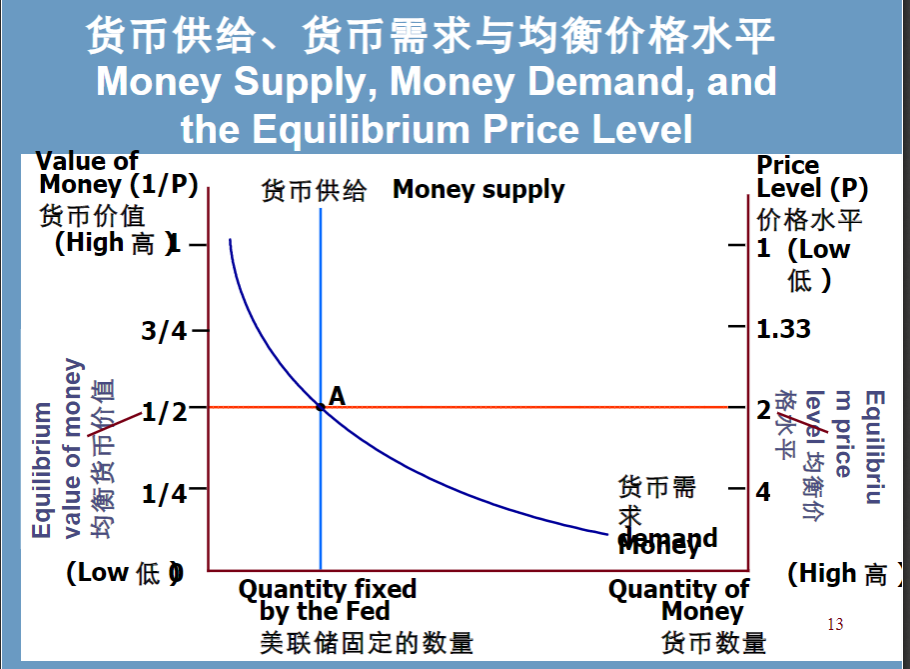 货币供给、货币需求与均衡价格水平
Money Supply, Money Demand, and
the Equilibrium Price Level
Value of
Money (1/P)
货币价值
(High 高 )
1
3/4
1/2
1/4
(Low 低 )
0
Equilibrium
value of money
均衡货币价值
货币供给 Money supply
A
货币需
求
demand
Money
Price
Level (P)
价格水平
1 (Low
低 )
1.33
2
4
(High 高 )
Equilibriu
m price
level 均衡价
格水平
Quantity fixed
by the Fed
美联储固定的数量
Quantity of
Money
货币数量
13